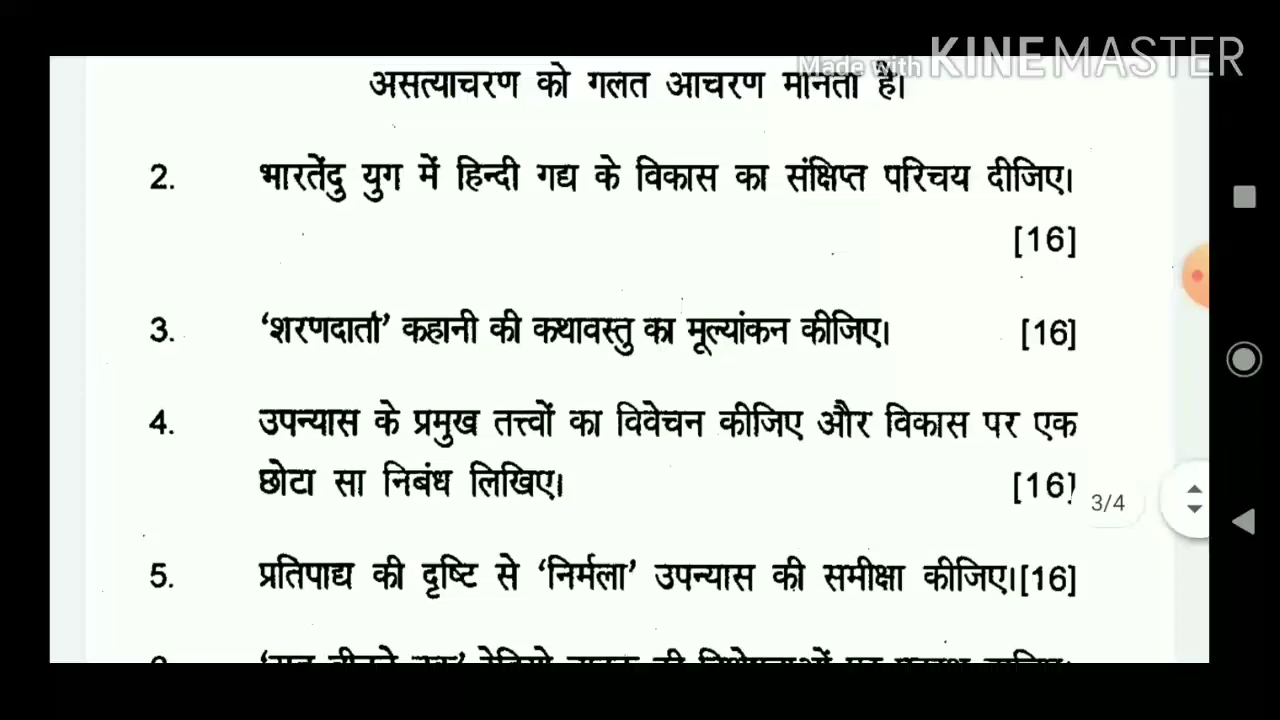 Made with KINEMASTER
असत्याचरण को गलत आचरण मानता है।
2. भारतेंदु युग में हिन्दी गद्य के विकास का संक्षिप्त परिचय दीजिए।
[16]
3. ‘शरणदाता’ कहानी की कथावस्तु का मूल्यांकन कीजिए। [16]
4. उपन्यास के प्रमुख तत्त्वों का विवेचन कीजिए और विकास पर एक
छोटा सा निबंध लिखिए। [16]
3/4
5. प्रतिपाद्य की दृष्टि से ‘निर्मला’ उपन्यास की समीक्षा कीजिए।[16]